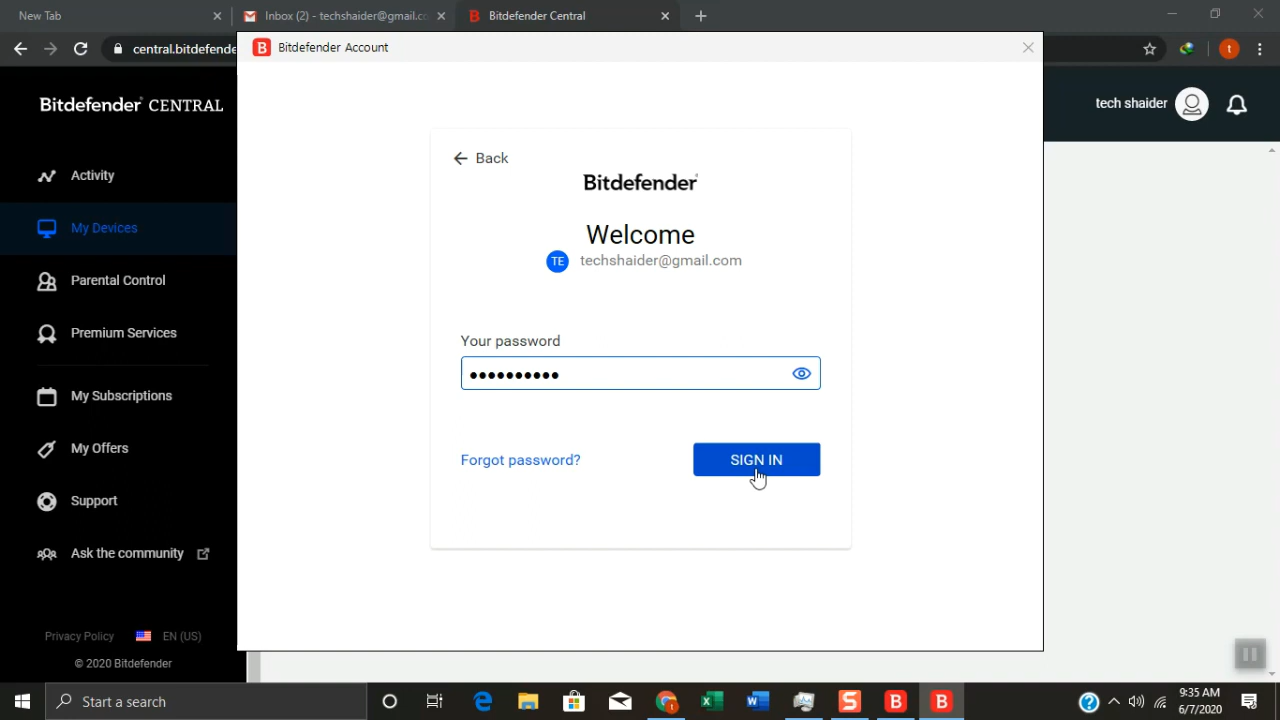 New Tab
Inbox (2) - techshaider@gmail.co
Bitdefender Central
central.bitdefende
Bitdefender Account
Bitdefender CENTRAL
tech shaider
t
Activity
My Devices
Parental Control
Premium Services
My Subscriptions
My Offers
Support
Ask the community
Privacy Policy
EN (US)
© 2020 Bitdefender
Back
Bitdefender
Welcome
TE
techshaider@gmail.com
Your password
Forgot password?
SIGN IN
Start a search
9:35 AM
6/7/2020